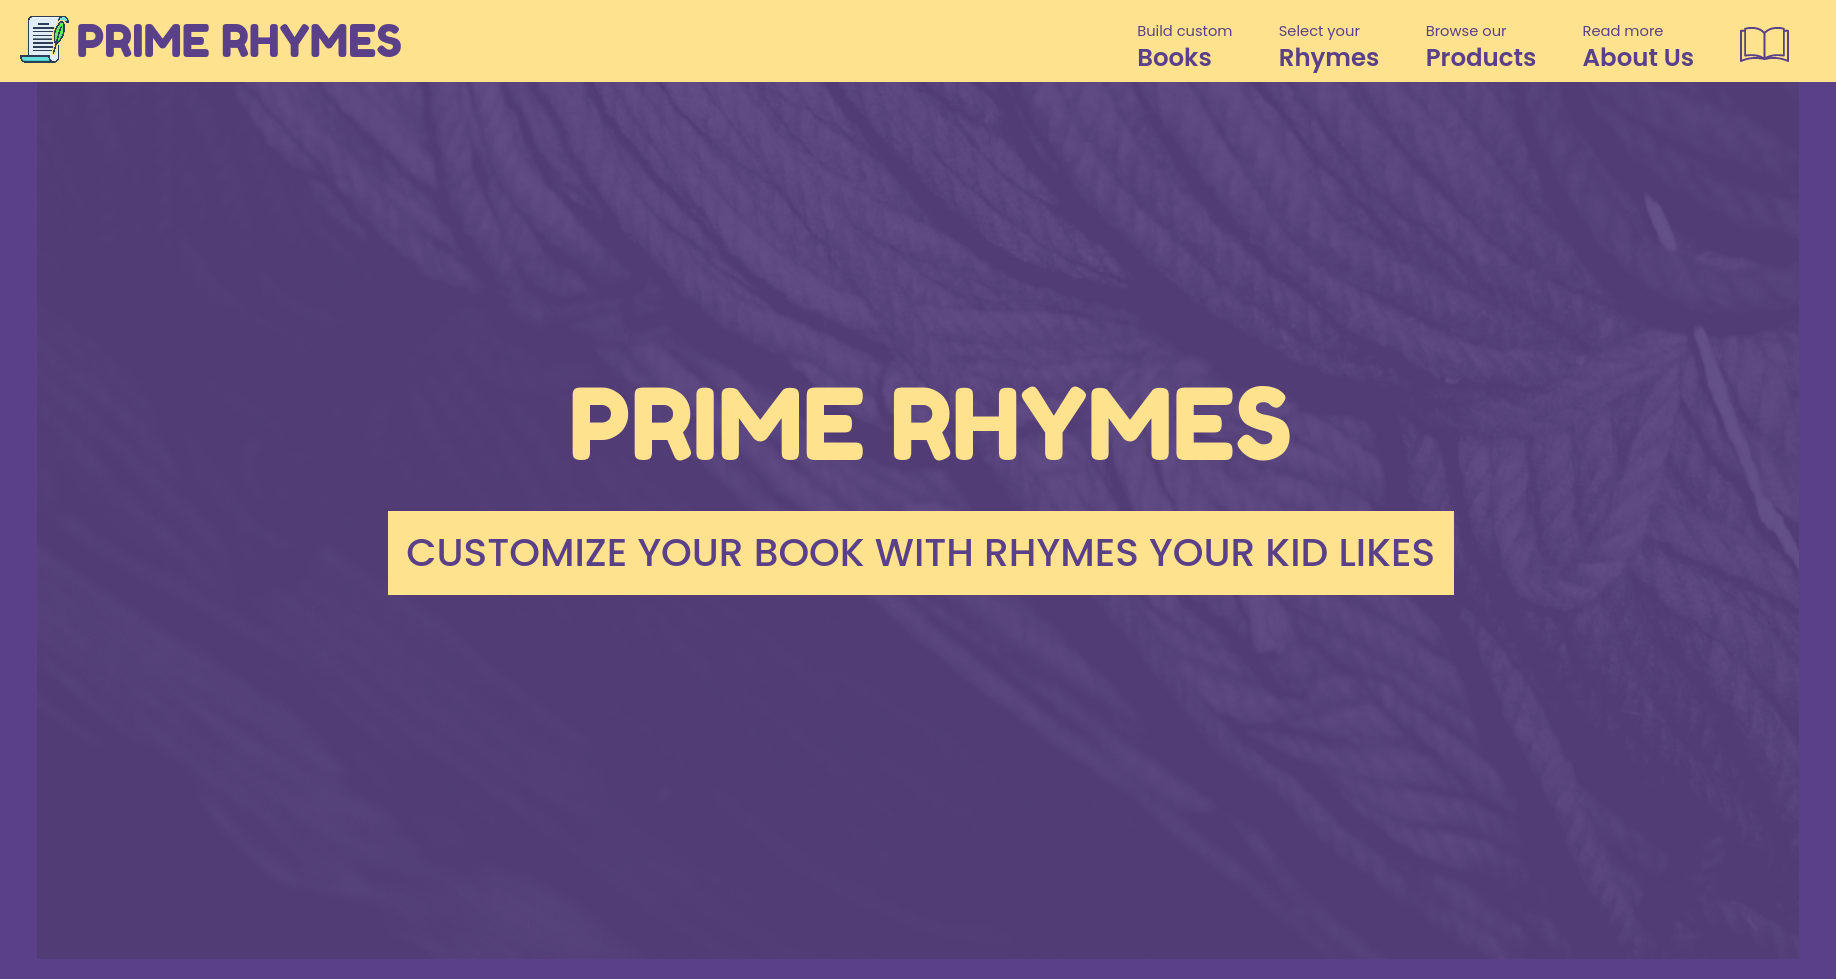 PRIME RHYMES
Build custom
Books
Select your
Rhymes
Browse our
Products
Read more
About Us
PRIME RHYMES
CUSTOMIZE YOUR BOOK WITH RHYMES YOUR KID LIKES